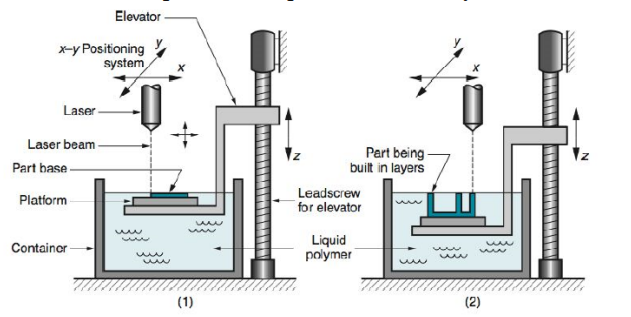 Elevator
x–y Positioning
system
y
x
Laser
Laser beam
Part base
Platform
Container
z
Leadscrew
for elevator
Liquid
polymer
(1)
y
x
Part being
built in layers
z
(2)